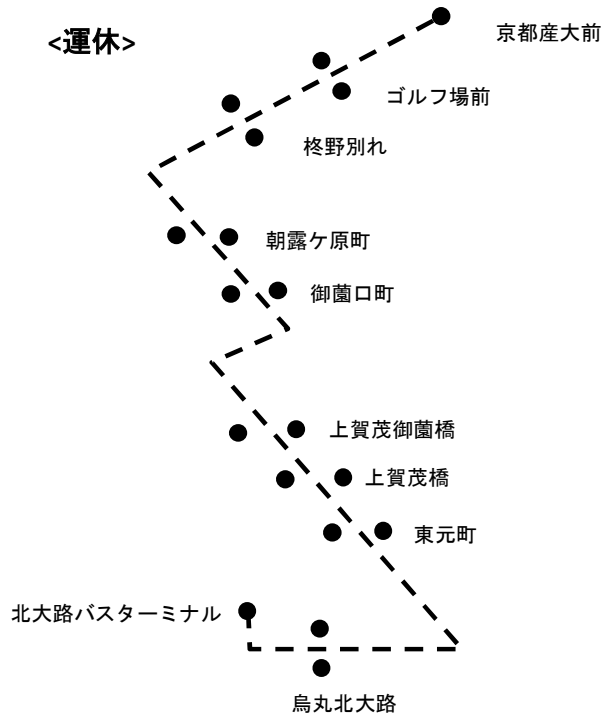 <運休>
京都産大前
ゴルフ場前
柊野別れ
朝露ケ原町
御薗口町
上賀茂御薗橋
上賀茂橋
東元町
北大路バスターミナル
烏丸北大路